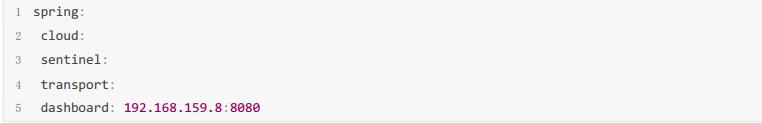 1 spring:
2  cloud:
3  sentinel:
4  transport:
5  dashboard: 192.168.159.8:8080